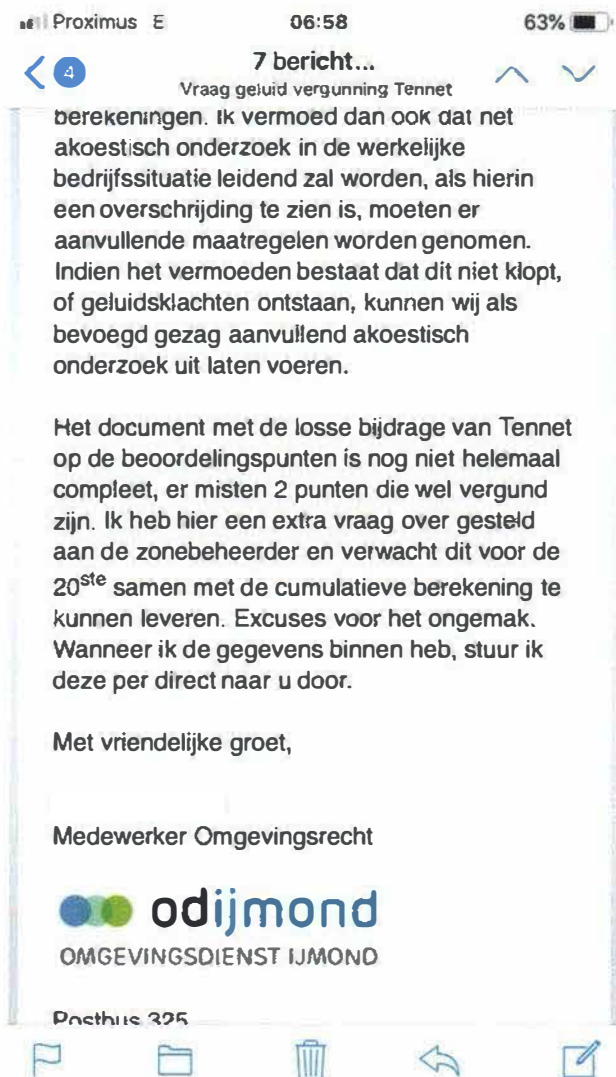 Proximus E 06:58 63%
4
7 bericht...
Vraag geluid vergunning Tennet
berekeningen. Ik vermoed dan ook dat het
akoestisch onderzoek in de werkelijke
bedrijfssituatie leidend zal worden, als hierin
een overschrijding te zien is, moeten er
aanvullende maatregelen worden genomen.
Indien het vermoeden bestaat dat dit niet klopt,
of geluidsklachten ontstaan, kunnen wij als
bevoegd gezag aanvullend akoestisch
onderzoek uit laten voeren.
Het document met de losse bijdrage van Tennet
op de beoordelingspunten is nog niet helemaal
compleet, er misten 2 punten die wel vergund
zijn. Ik heb hier een extra vraag over gesteld
aan de zonebeheerder en verwacht dit voor de
20ste samen met de cumulatieve berekening te
kunnen leveren. Excuses voor het ongemak.
Wanneer ik de gegevens binnen heb, stuur ik
deze per direct naar u door.
Met vriendelijke groet,
Medewerker Omgevingsrecht
odijmond
OMGEVINGSDIENST IJMOND
Postbus 325